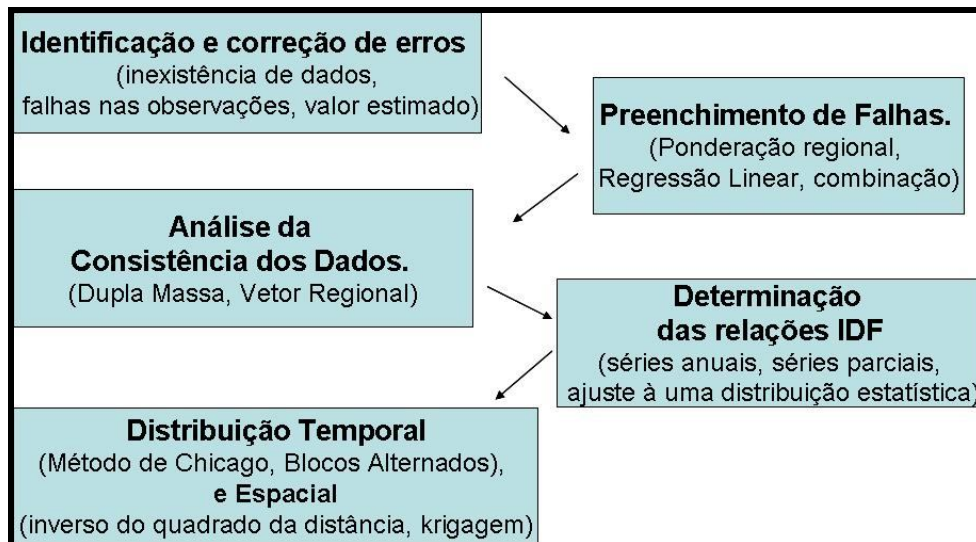 Identificação e correção de erros
(inexistência de dados,
falhas nas observações, valor estimado)
Preenchimento de Falhas.
(Ponderação regional,
Regressão Linear, combinação)
Análise da
Consistência dos Dados.
(Dupla Massa, Vetor Regional)
Determinação
das relações IDF
(séries anuais, séries parciais,
ajuste à uma distribuição estatística)
Distribuição Temporal
(Método de Chicago, Blocos Alternados),
e Espacial
(inverso do quadrado da distância, krigagem)